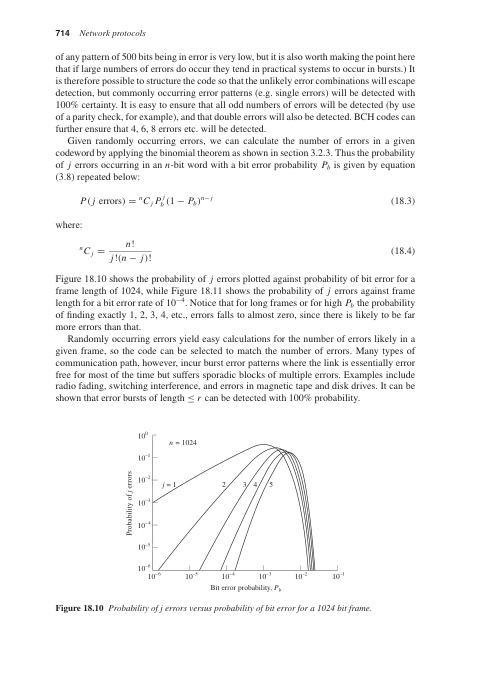 714 Network protocols
of any pattern of 500 bits being in error is very low, but it is also worth making the point here
that if large numbers of errors do occur they tend in practical systems to occur in bursts.) It
is therefore possible to structure the code so that the unlikely error combinations will escape
detection, but commonly occurring error patterns (e.g. single errors) will be detected with
100% certainty. It is easy to ensure that all odd numbers of errors will be detected (by use
of a parity check, for example), and that double errors will also be detected. BCH codes can
further ensure that 4, 6, 8 errors etc. will be detected.
Given randomly occurring errors, we can calculate the number of errors in a given
codeword by applying the binomial theorem as shown in section 3.2.3. Thus the probability
of j errors occurring in an n-bit word with a bit error probability P_b is given by equation
(3.8) repeated below:
P(j errors) = ⁿC_j P_b^j (1 − P_b)^{n−j} (18.3)
where:
ⁿC_j = n! / j!(n − j)! (18.4)
Figure 18.10 shows the probability of j errors plotted against probability of bit error for a
frame length of 1024, while Figure 18.11 shows the probability of j errors against frame
length for a bit error rate of 10⁻⁴. Notice that for long frames or for high P_b the probability
of finding exactly 1, 2, 3, 4, etc., errors falls to almost zero, since there is likely to be far
more errors than that.
Randomly occurring errors yield easy calculations for the number of errors likely in a
given frame, so the code can be selected to match the number of errors. Many types of
communication path, however, incur burst error patterns where the link is essentially error
free for most of the time but suffers sporadic blocks of multiple errors. Examples include
radio fading, switching interference, and errors in magnetic tape and disk drives. It can be
shown that error bursts of length ≤ r can be detected with 100% probability.
10⁰
n = 1024
10⁻¹
10⁻²
j = 1 2 3 4 5
10⁻³
10⁻⁴
10⁻⁵
10⁻⁶
Probability of j errors
10⁻⁶ 10⁻⁵ 10⁻⁴ 10⁻³ 10⁻² 10⁻¹
Bit error probability, P_b
Figure 18.10 Probability of j errors versus probability of bit error for a 1024 bit frame.